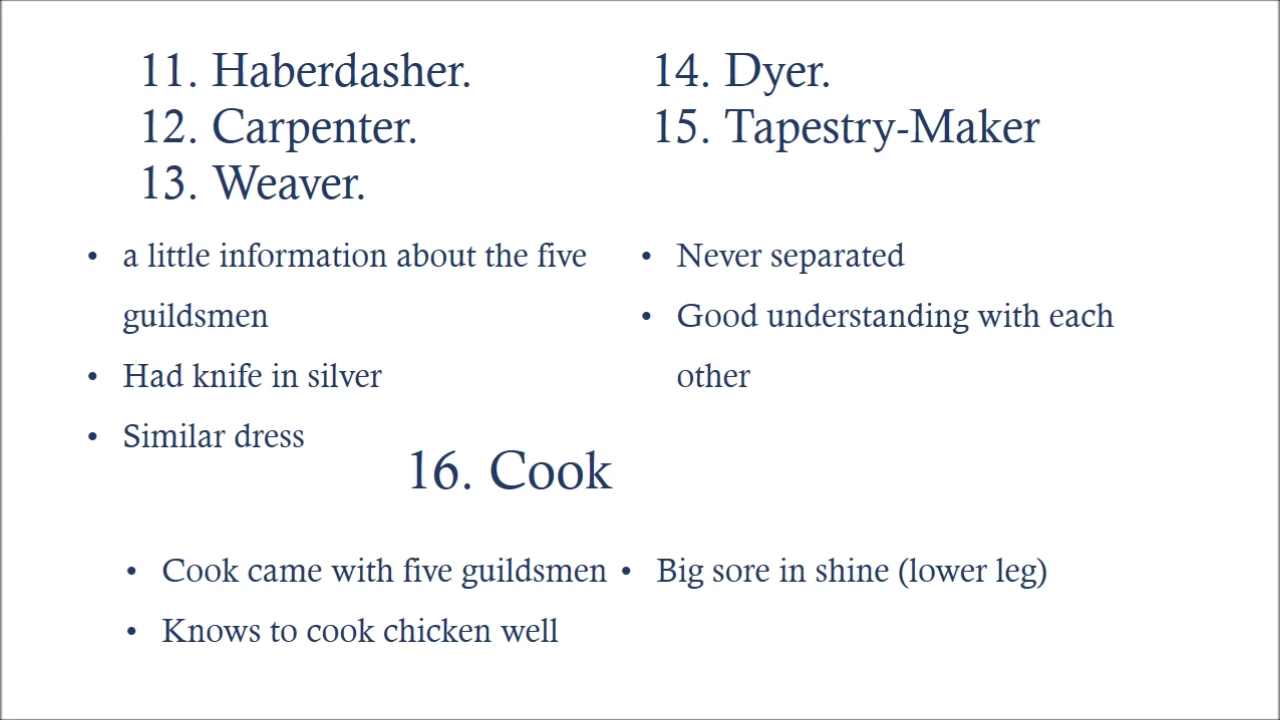 11. Haberdasher.
12. Carpenter.
13. Weaver.
14. Dyer.
15. Tapestry-Maker
• a little information about the five
guildsmen
• Had knife in silver
• Similar dress
• Never separated
• Good understanding with each
other
16. Cook
• Cook came with five guildsmen
• Knows to cook chicken well
• Big sore in shine (lower leg)